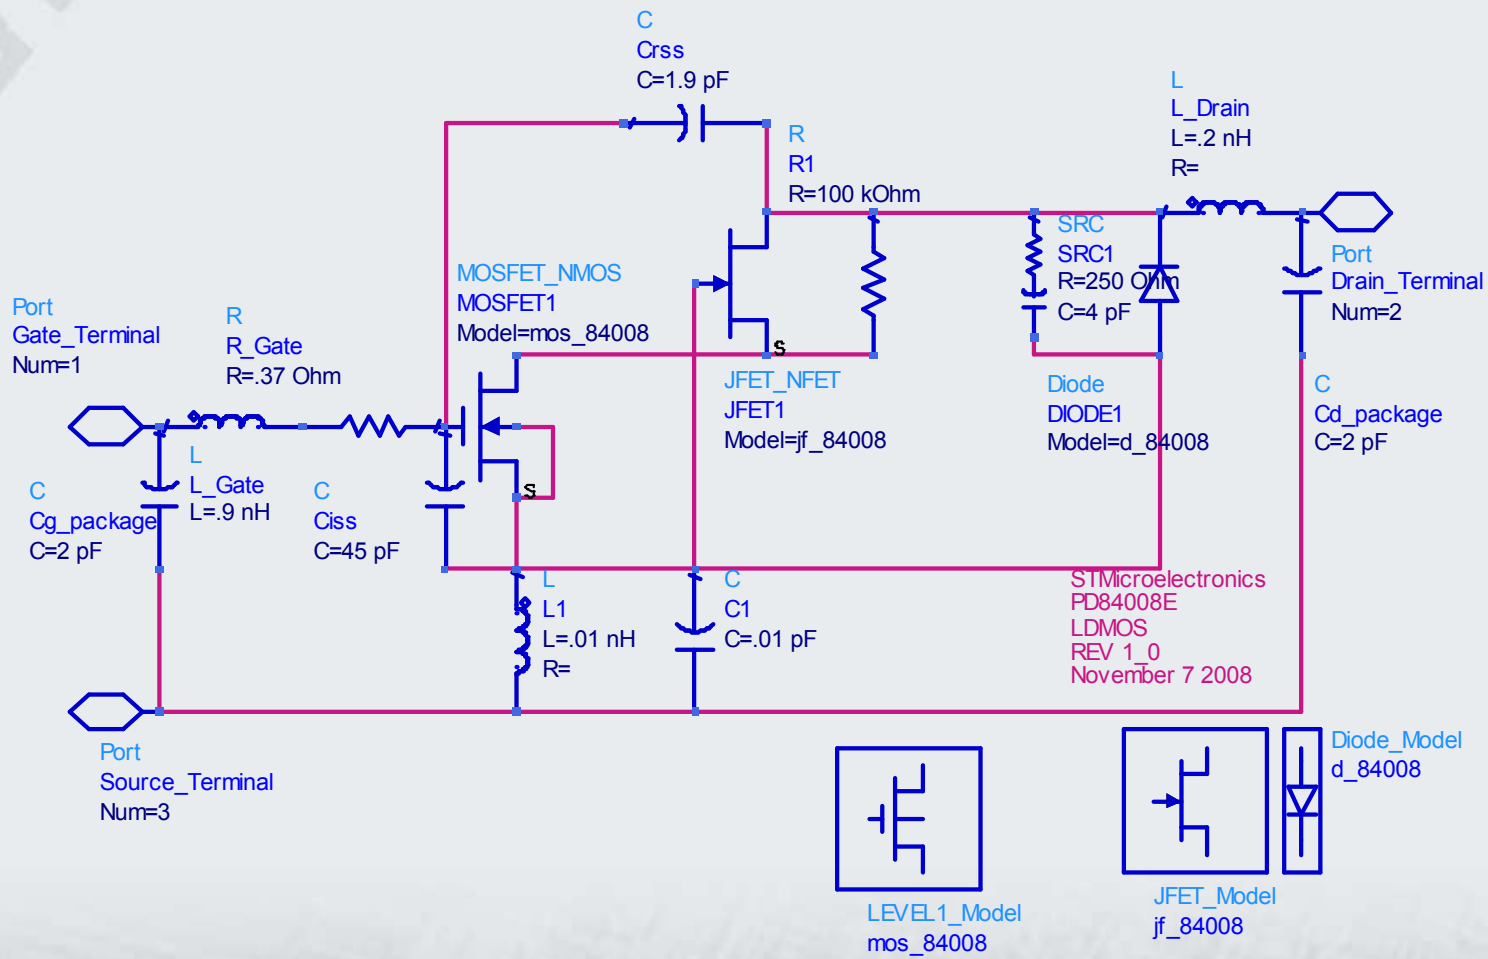 C
Crss
C=1.9 pF
L
L_Drain
L=.2 nH
R=
R
R1
R=100 kOhm
SRC
SRC1
R=250 Ohm
C=4 pF
Port
Drain_Terminal
Num=2
MOSFET_NMOS
MOSFET1
Model=mos_84008
Port
Gate_Terminal
Num=1
R
R_Gate
R=.37 Ohm
S
JFET_NFET
JFET1
Model=jf_84008
Diode
DIODE1
Model=d_84008
C
Cd_package
C=2 pF
L
L_Gate
L=.9 nH
C
Cg_package
C=2 pF
C
Ciss
C=45 pF
S
L
L1
L=.01 nH
R=
C
C1
C=.01 pF
STMicroelectronics
PD84008E
LDMOS
REV 1_0
November 7 2008
Port
Source_Terminal
Num=3
Diode_Model
d_84008
JFET_Model
jf_84008
LEVEL1_Model
mos_84008